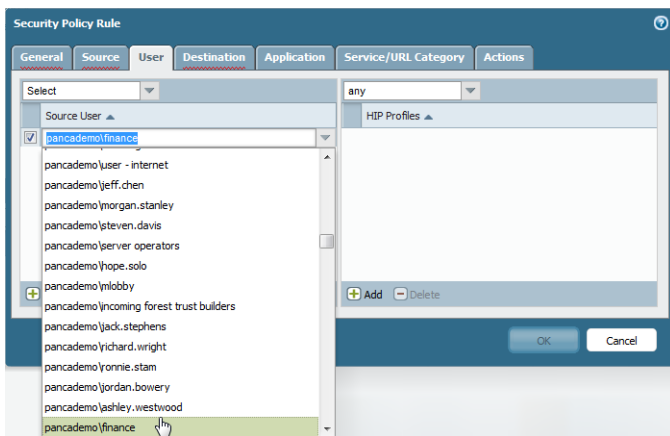 Security Policy Rule
General Source User Destination Application Service/URL Category Actions
Select any
Source User HIP Profiles
pancademo\finance
pancademo\user - internet
pancademo\jeff.chen
pancademo\morgan.stanley
pancademo\steven.davis
pancademo\server operators
pancademo\hope.solo
pancademo\mlobby
Add Delete
pancademo\incoming forest trust builders
pancademo\jack.stephens
pancademo\richard.wright
OK Cancel
pancademo\ronnie.stam
pancademo\jordan.bowery
pancademo\ashley.westwood
pancademo\finance